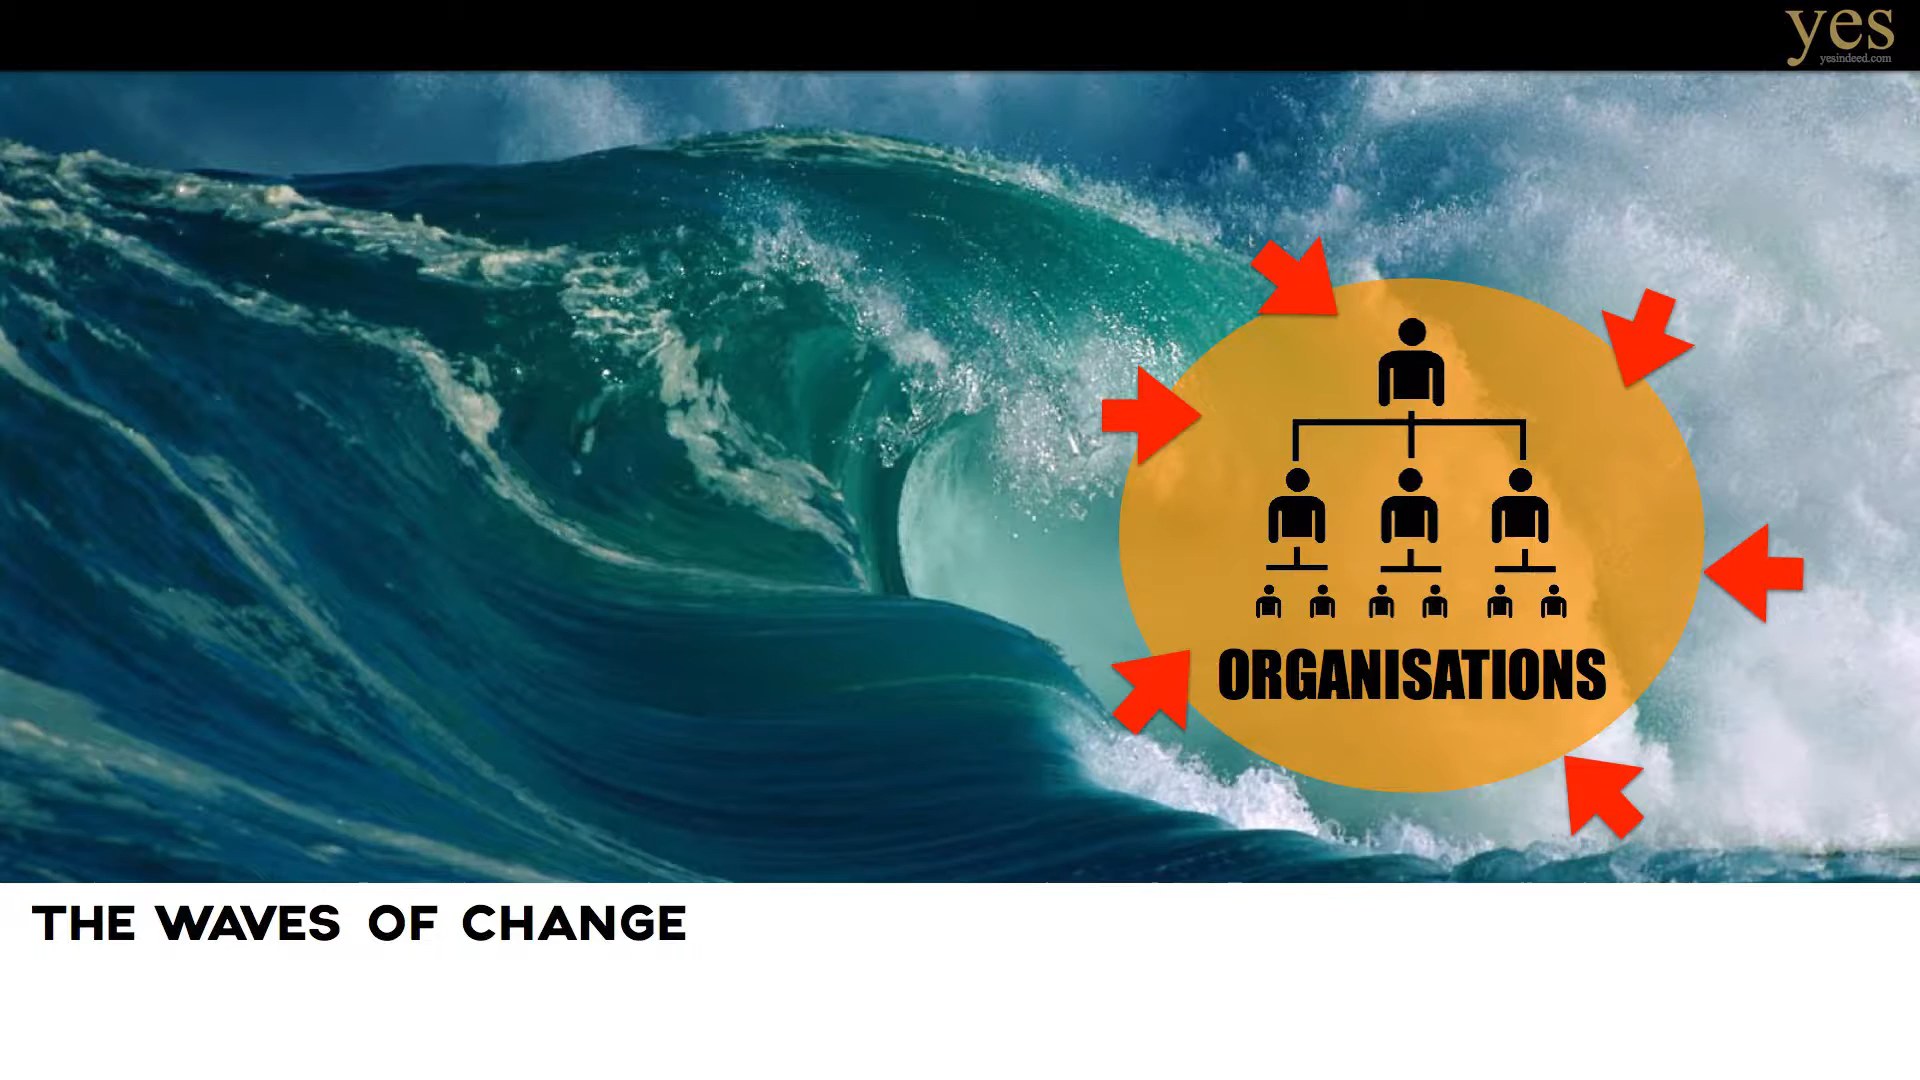 yes
yesindeed.com
ORGANISATIONS
THE WAVES OF CHANGE